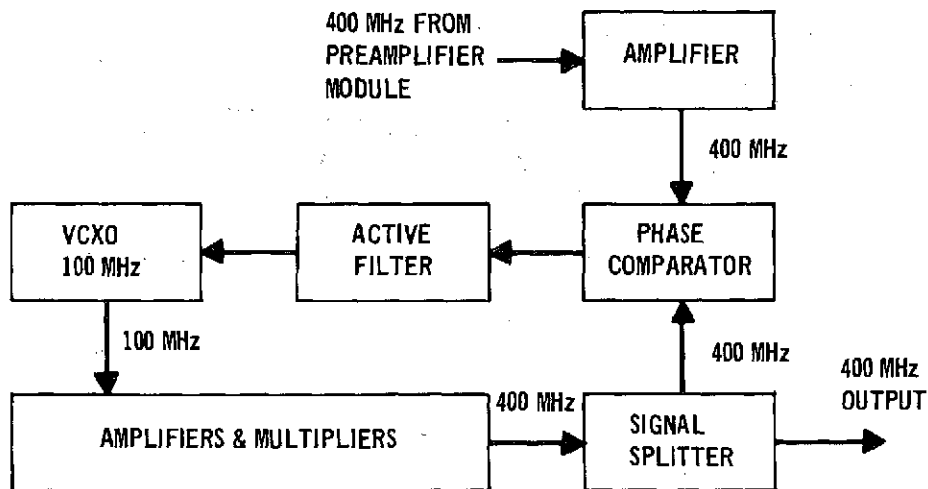 400 MHz FROM
PREAMPLIFIER
MODULE
AMPLIFIER
400 MHz
VCXO
100 MHz
ACTIVE
FILTER
PHASE
COMPARATOR
100 MHz
400 MHz
400 MHz
400 MHz
OUTPUT
AMPLIFIERS & MULTIPLIERS
SIGNAL
SPLITTER